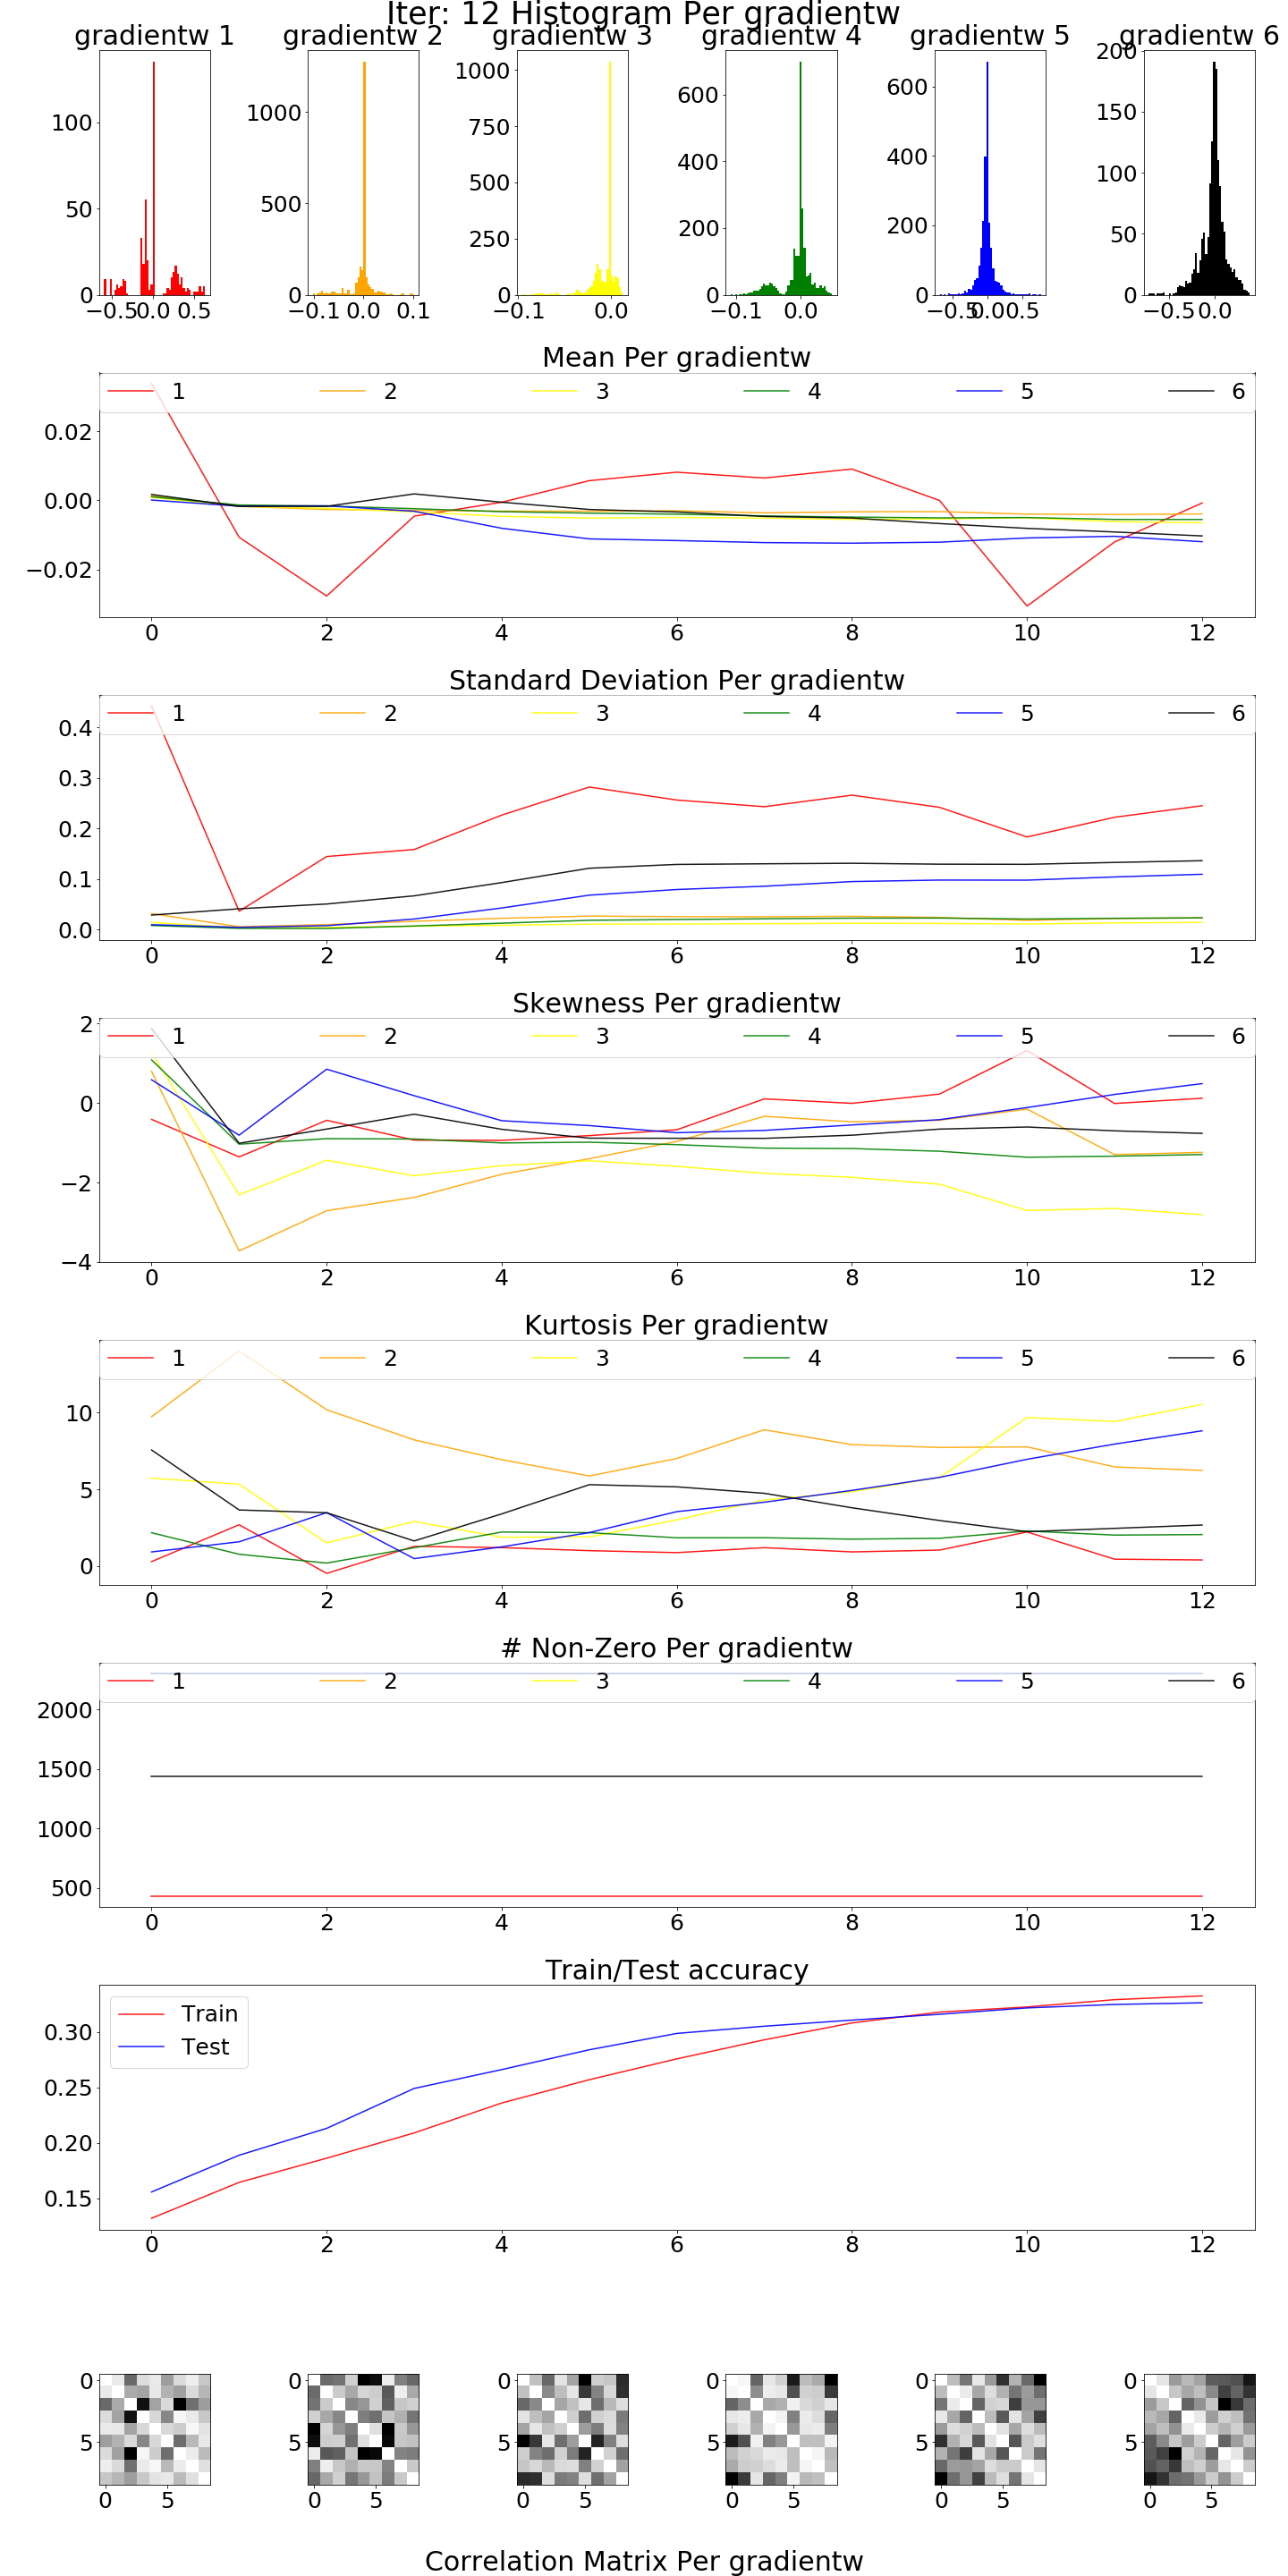 Iter: 12 Histogram Per gradientw
gradientw 1 gradientw 2 gradientw 3 gradientw 4 gradientw 5 gradientw 6
100
50
0
−0.5 0.0 0.5
1000
500
0
−0.1 0.0 0.1
1000
750
500
250
0
−0.1 0.0
600
400
200
0
−0.1 0.0
600
400
200
0
−0.5 0.0 0.5
200
150
100
50
0
−0.5 0.0
Mean Per gradientw
1 2 3 4 5 6
0.02
0.00
−0.02
0 2 4 6 8 10 12
Standard Deviation Per gradientw
1 2 3 4 5 6
0.4
0.3
0.2
0.1
0.0
0 2 4 6 8 10 12
Skewness Per gradientw
1 2 3 4 5 6
2
0
−2
−4
0 2 4 6 8 10 12
Kurtosis Per gradientw
1 2 3 4 5 6
10
5
0
0 2 4 6 8 10 12
# Non-Zero Per gradientw
1 2 3 4 5 6
2000
1500
1000
500
0 2 4 6 8 10 12
Train/Test accuracy
Train
Test
0.30
0.25
0.20
0.15
0 2 4 6 8 10 12
0 0 0 0 0 0
5 5 5 5 5 5
0 5 0 5 0 5 0 5 0 5 0 5
Correlation Matrix Per gradientw